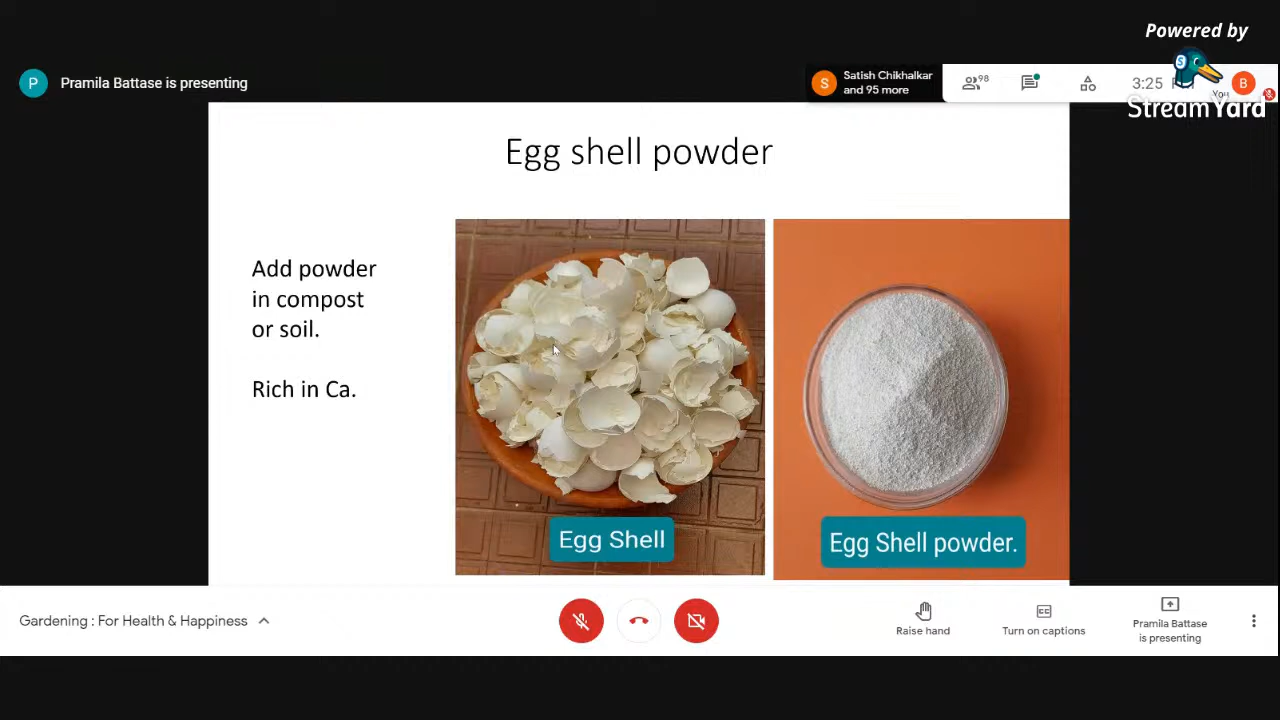 Powered by
StreamYard
P
Pramila Battase is presenting
S
Satish Chikhalkar
and 95 more
98
3:25
You
B
Egg shell powder
Add powder
in compost
or soil.
Rich in Ca.
Egg Shell
Egg Shell powder.
Gardening : For Health & Happiness
Raise hand
CC
Turn on captions
Pramila Battase
is presenting